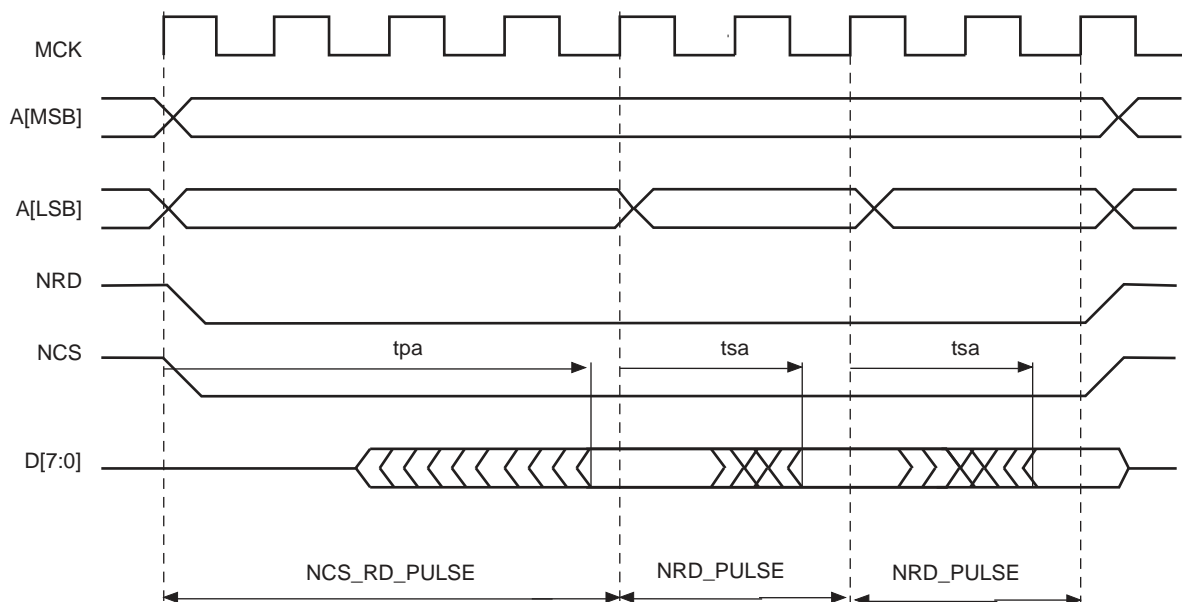 MCK
A[MSB]
A[LSB]
NRD
NCS
tpa tsa tsa
D[7:0]
NCS_RD_PULSE NRD_PULSE NRD_PULSE